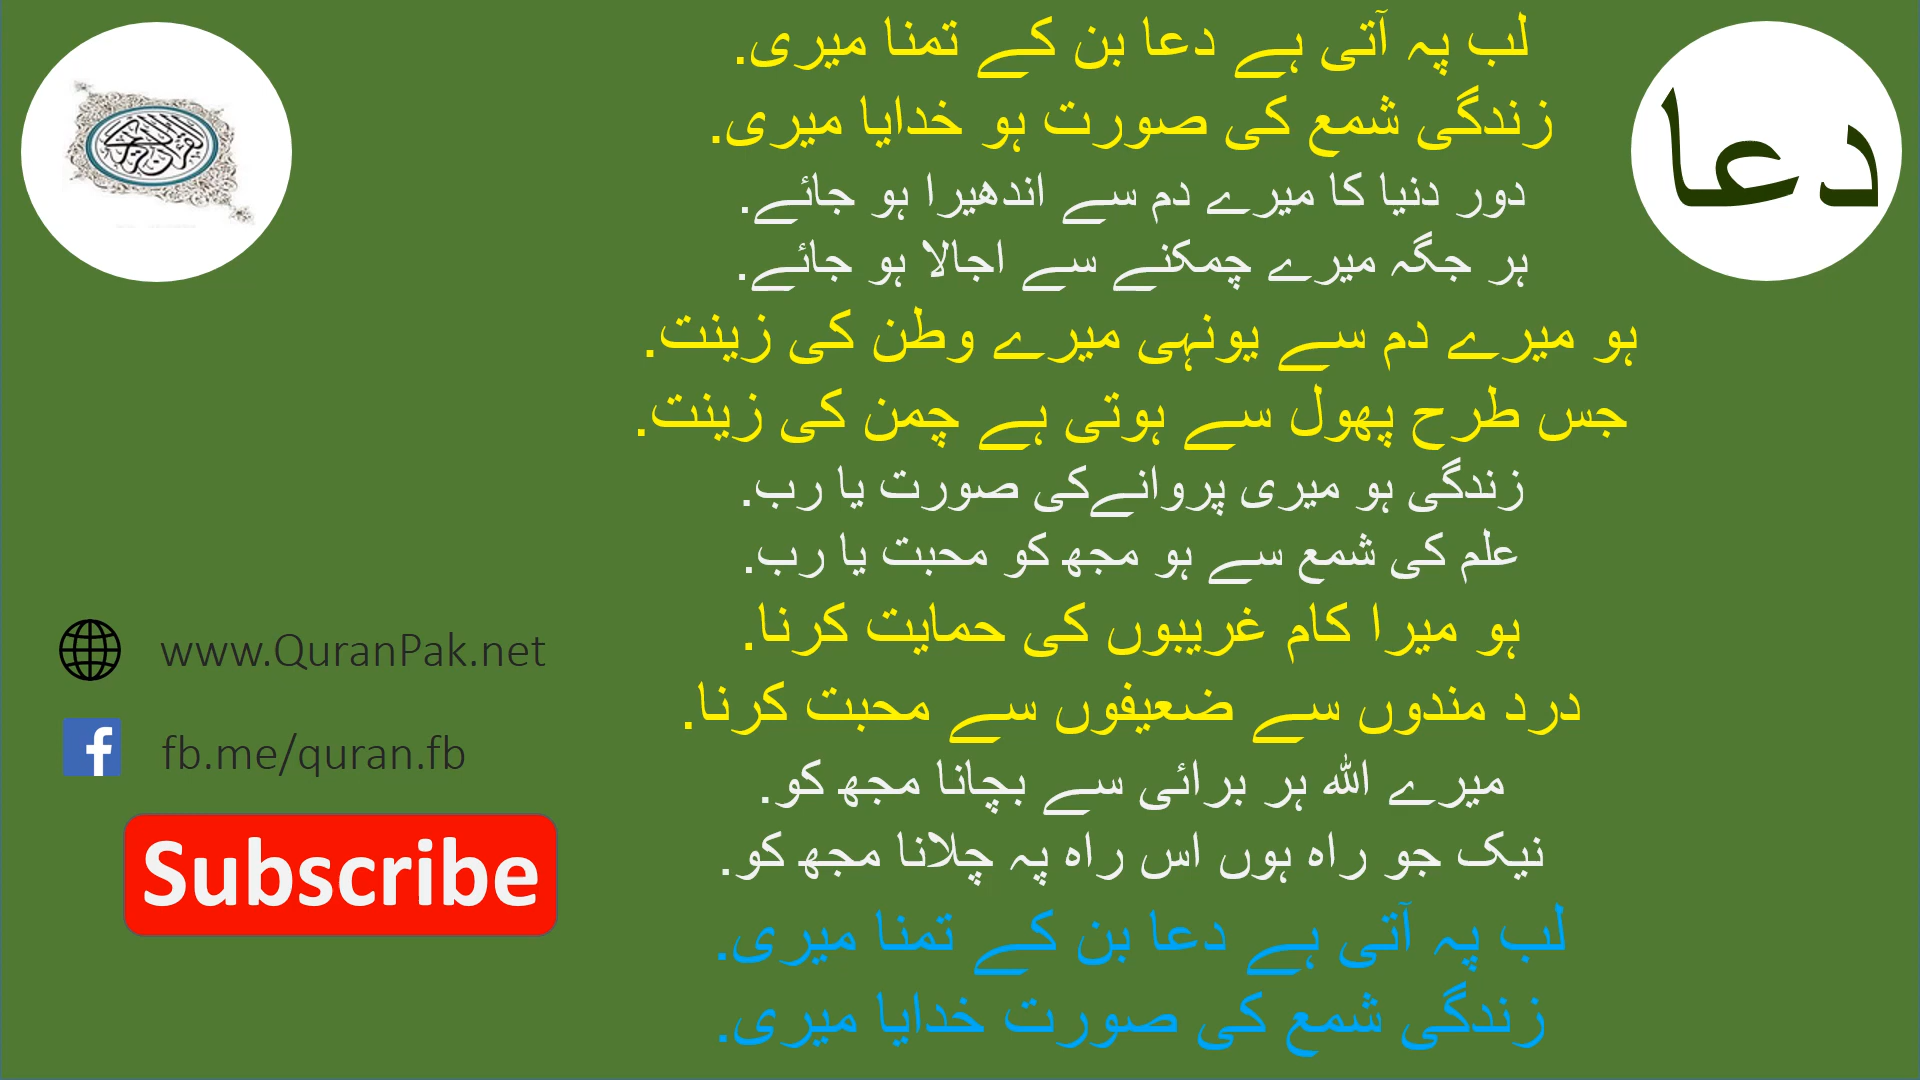 دعا
لب پہ آتی ہے دعا بن کے تمنا میری.
زندگی شمع کی صورت ہو خدایا میری.
دور دنیا کا میرے دم سے اندھیرا ہو جائے.
ہر جگہ میرے چمکنے سے اجالا ہو جائے.
ہو میرے دم سے یونہی میرے وطن کی زینت.
جس طرح پھول سے ہوتی ہے چمن کی زینت.
زندگی ہو میری پروانےکی صورت یا رب.
علم کی شمع سے ہو مجھ کو محبت یا رب.
ہو میرا کام غریبوں کی حمایت کرنا.
درد مندوں سے ضعیفوں سے محبت کرنا.
میرے اللہ ہر برائی سے بچانا مجھ کو.
نیک جو راہ ہوں اس راہ پہ چلانا مجھ کو.
لب پہ آتی ہے دعا بن کے تمنا میری.
زندگی شمع کی صورت خدایا میری.
www.QuranPak.net
fb.me/quran.fb
Subscribe